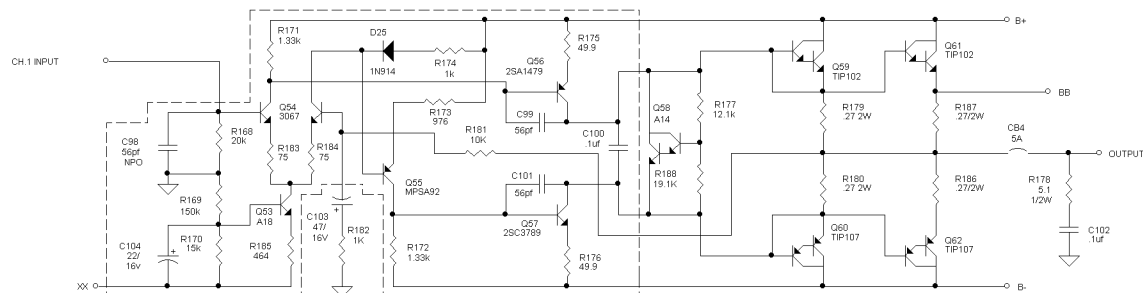 CH.1 INPUT
R171
1.33k
D25
1N914
R174
1k
R175
49.9
Q56
2SA1479
B+
Q59
TIP102
Q61
TIP102
BB
Q54
3067
R173
976
C99
56pf
Q58
A14
R177
12.1k
C98
56pf
NPO
R168
20k
R183
75
R184
75
R181
10K
C100
.1uf
R179
.27 2W
R187
.27/2W
CB4
5A
OUTPUT
R169
150k
Q53
A18
Q55
MPSA92
C101
56pf
R188
19.1K
R180
.27 2W
R186
.27/2W
R178
5.1
1/2W
C104
22/
16v
R170
15k
R185
464
C103
47/
16V
R182
1K
R172
1.33k
Q57
2SC3789
R176
49.9
Q60
TIP107
Q62
TIP107
C102
.1uf
XX
B-